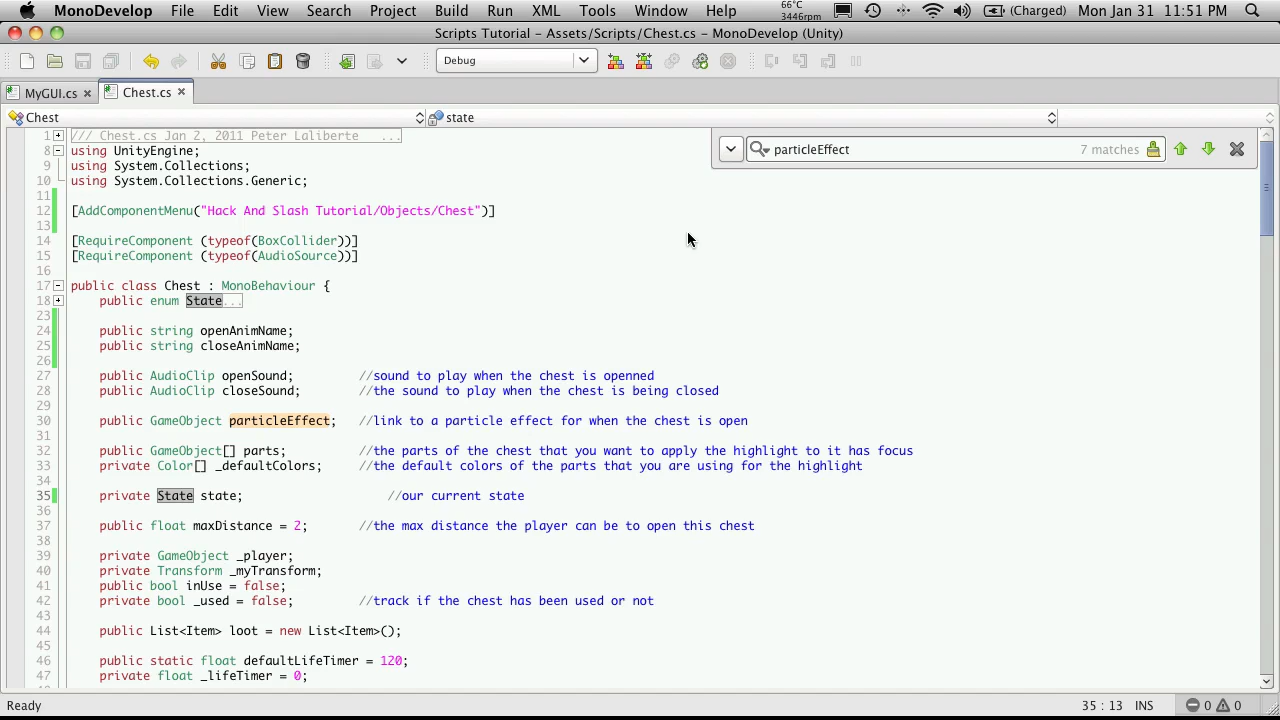 MonoDevelop File Edit View Search Project Build Run XML Tools Window Help 66°C 3446rpm (Charged) Mon Jan 31 11:51 PM
Scripts Tutorial - Assets/Scripts/Chest.cs - MonoDevelop (Unity)
Debug
MyGUI.cs Chest.cs
Chest state
particleEffect 7 matches
1 /// Chest.cs Jan 2, 2011 Peter Laliberte ...
8 using UnityEngine;
9 using System.Collections;
10 using System.Collections.Generic;
11
12 [AddComponentMenu("Hack And Slash Tutorial/Objects/Chest")]
13
14 [RequireComponent (typeof(BoxCollider))]
15 [RequireComponent (typeof(AudioSource))]
16
17 public class Chest : MonoBehaviour {
18 public enum State...
23
24 public string openAnimName;
25 public string closeAnimName;
26
27 public AudioClip openSound; //sound to play when the chest is openned
28 public AudioClip closeSound; //the sound to play when the chest is being closed
29
30 public GameObject particleEffect; //link to a particle effect for when the chest is open
31
32 public GameObject[] parts; //the parts of the chest that you want to apply the highlight to it has focus
33 private Color[] _defaultColors; //the default colors of the parts that you are using for the highlight
34
35 private State state; //our current state
36
37 public float maxDistance = 2; //the max distance the player can be to open this chest
38
39 private GameObject _player;
40 private Transform _myTransform;
41 public bool inUse = false;
42 private bool _used = false; //track if the chest has been used or not
43
44 public List<Item> loot = new List<Item>();
45
46 public static float defaultLifeTimer = 120;
47 private float _lifeTimer = 0;
Ready 35 : 13 INS 0 0